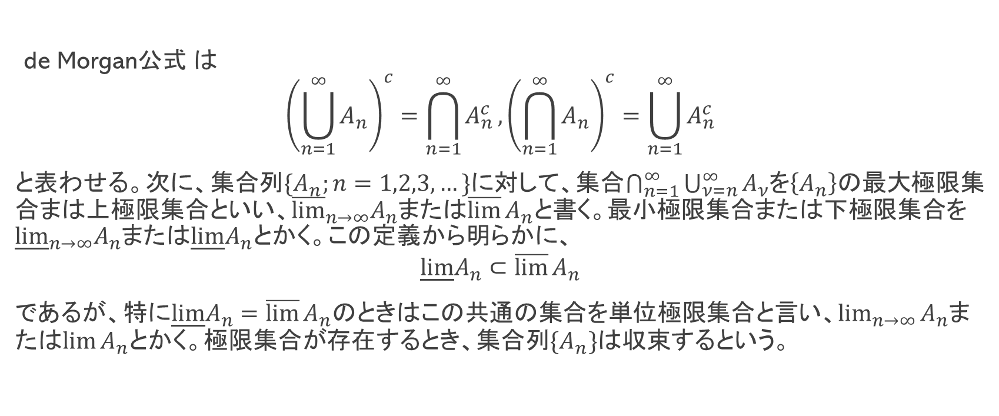 de Morgan公式 は
$\left(\bigcup_{n=1}^{\infty} A_n\right)^c = \bigcap_{n=1}^{\infty} A_n^c , \left(\bigcap_{n=1}^{\infty} A_n\right)^c = \bigcup_{n=1}^{\infty} A_n^c$
と表わせる。次に、集合列$\{A_n; n = 1,2,3, \dots\}$に対して、集合$\bigcap_{n=1}^{\infty} \bigcup_{\nu=n}^{\infty} A_\nu$を$\{A_n\}$の最大極限集
合まは上極限集合といい、$\overline{\lim}_{n\to\infty} A_n$または$\overline{\lim} A_n$と書く。最小極限集合または下極限集合を
$\underline{\lim}_{n\to\infty} A_n$または$\underline{\lim} A_n$とかく。この定義から明らかに、
$\underline{\lim} A_n \subset \overline{\lim} A_n$
であるが、特に$\underline{\lim} A_n = \overline{\lim} A_n$のときはこの共通の集合を単位極限集合と言い、$\lim_{n\to\infty} A_n$ま
たは$\lim A_n$とかく。極限集合が存在するとき、集合列$\{A_n\}$は収束するという。